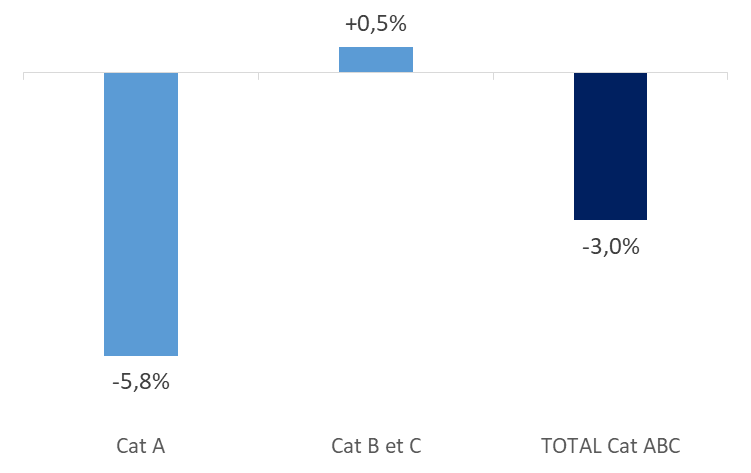 +0,5%
-3,0%
-5,8%
Cat A
Cat B et C
TOTAL Cat ABC